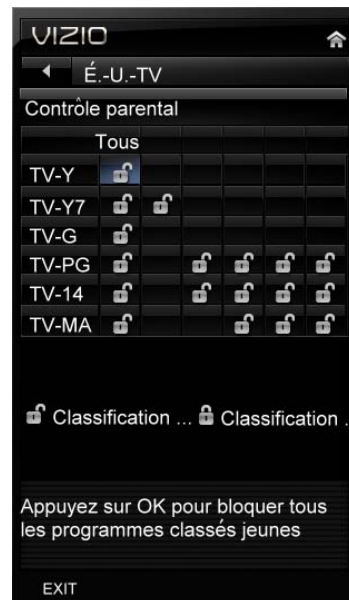 VIZIO
É.-U.-TV
Contrôle parental
Tous
TV-Y
TV-Y7
TV-G
TV-PG
TV-14
TV-MA
Classification ... Classification .
Appuyez sur OK pour bloquer tous
les programmes classés jeunes
EXIT